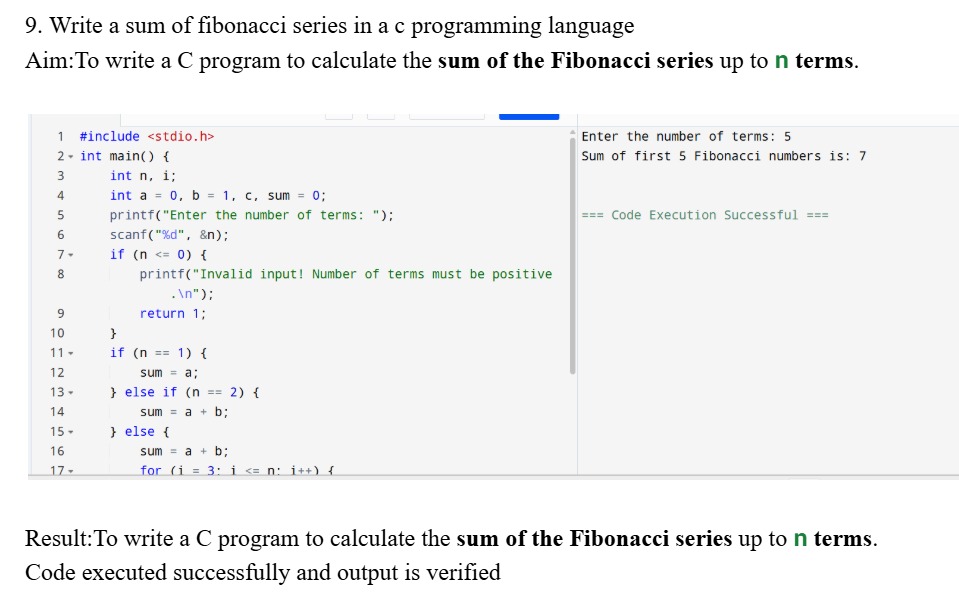 9. Write a sum of fibonacci series in a c programming language
Aim:To write a C program to calculate the sum of the Fibonacci series up to n terms.
1 #include <stdio.h>
2 int main() {
3 int n, i;
4 int a = 0, b = 1, c, sum = 0;
5 printf("Enter the number of terms: ");
6 scanf("%d", &n);
7 if (n <= 0) {
8 printf("Invalid input! Number of terms must be positive
.\n");
9 return 1;
10 }
11 if (n == 1) {
12 sum = a;
13 } else if (n == 2) {
14 sum = a + b;
15 } else {
16 sum = a + b;
17 for (i = 3; i <= n; i++) {
Enter the number of terms: 5
Sum of first 5 Fibonacci numbers is: 7
=== Code Execution Successful ===
Result:To write a C program to calculate the sum of the Fibonacci series up to n terms.
Code executed successfully and output is verified